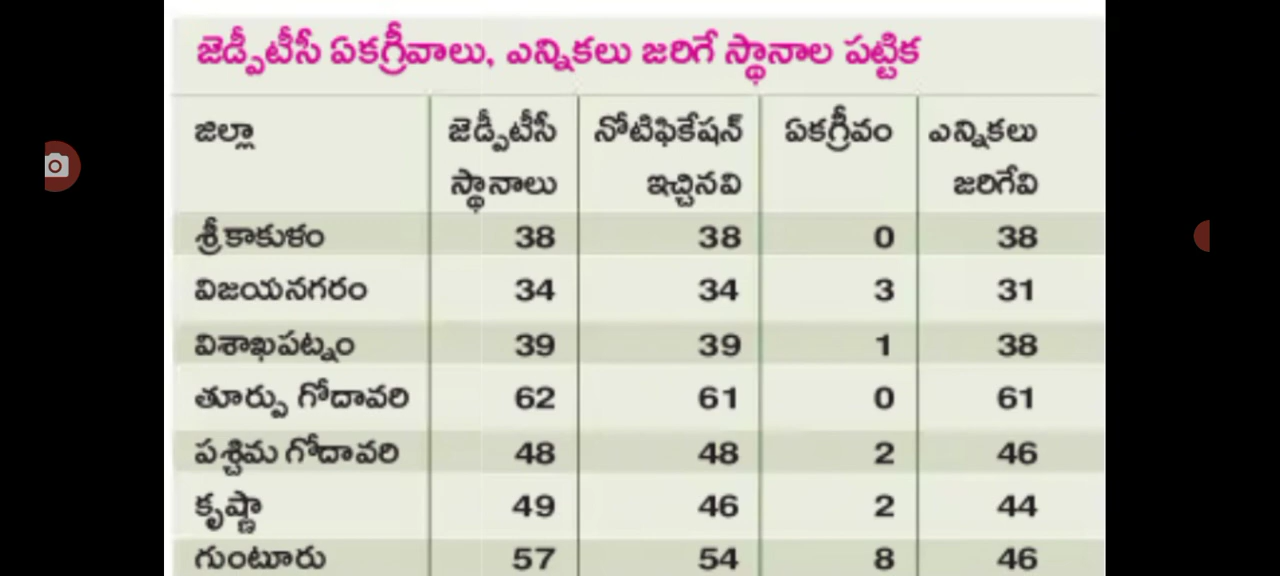 జెడ్పీటీసీ ఏకగ్రీవాలు, ఎన్నికలు జరిగే స్థానాల పట్టిక
జిల్లా జెడ్పీటీసీ నోటిఫికేషన్ ఏకగ్రీవం ఎన్నికలు
స్థానాలు ఇచ్చినవి జరిగేవి
శ్రీకాకుళం 38 38 0 38
విజయనగరం 34 34 3 31
విశాఖపట్నం 39 39 1 38
తూర్పు గోదావరి 62 61 0 61
పశ్చిమ గోదావరి 48 48 2 46
కృష్ణా 49 46 2 44
గుంటూరు 57 54 8 46